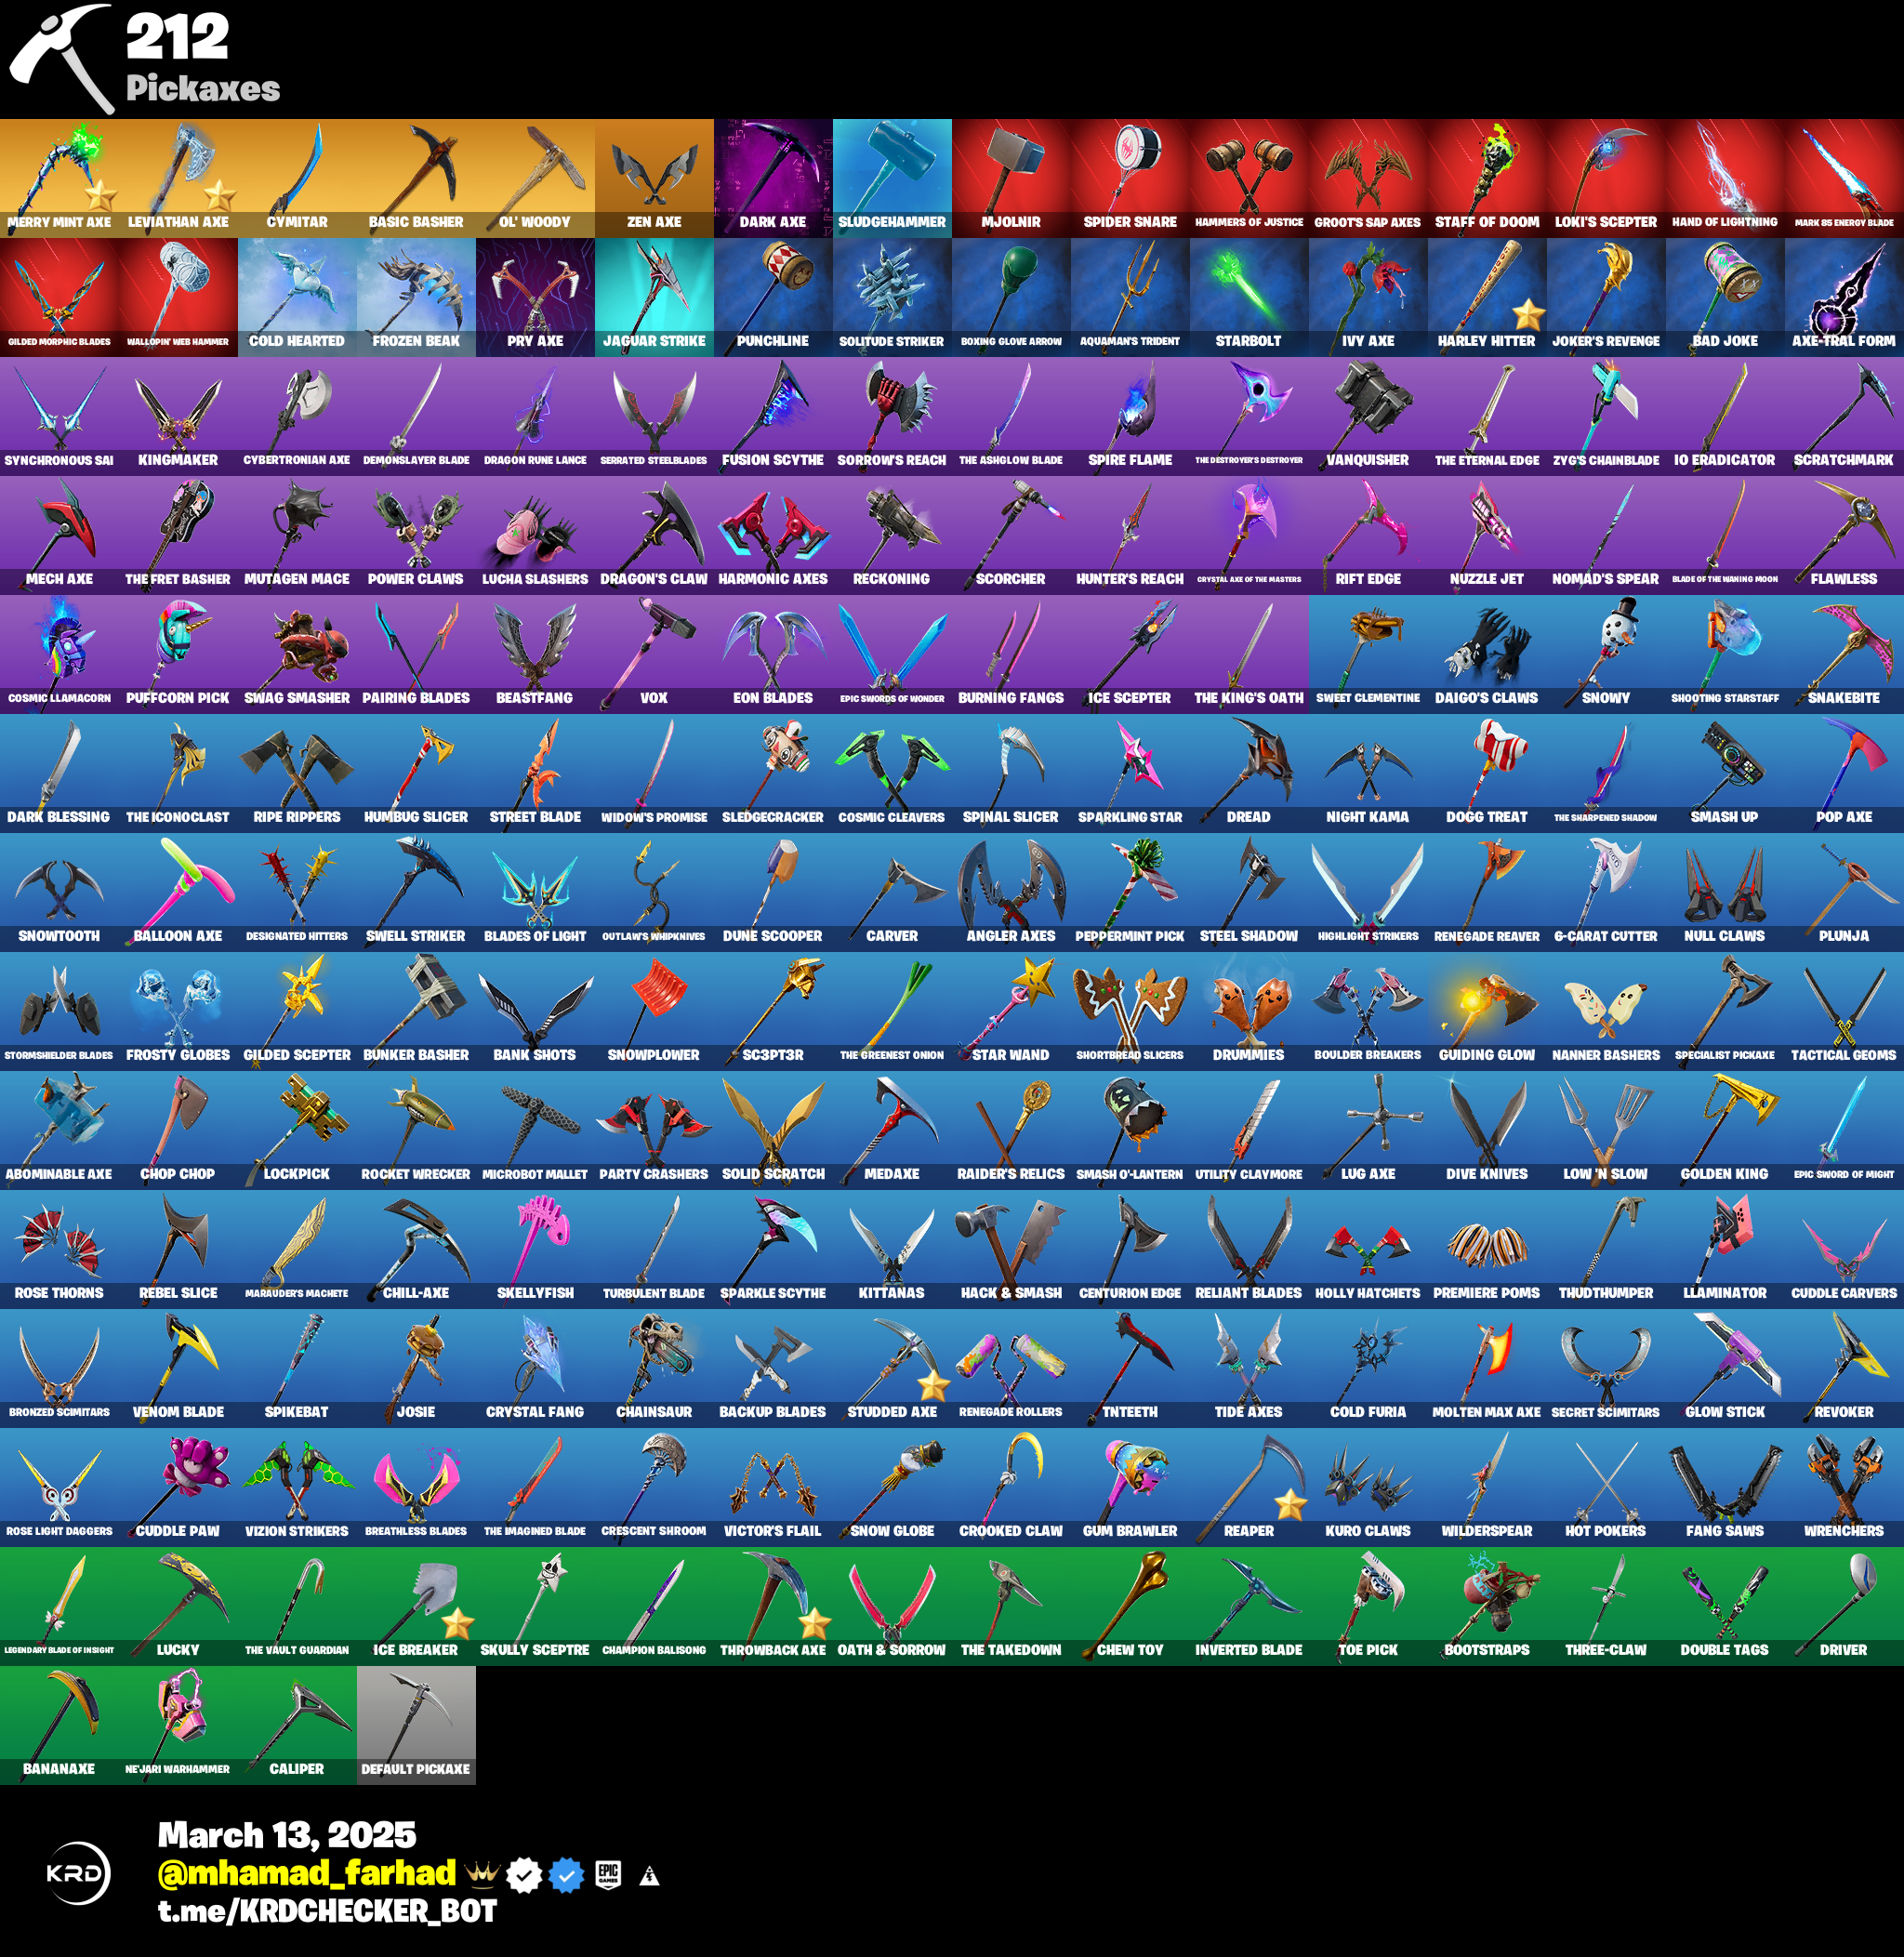 212
Pickaxes
MERRY MINT AXE LEVIATHAN AXE CYMITAR BASIC BASHER OL' WOODY ZEN AXE DARK AXE SLUDGEHAMMER MJOLNIR SPIDER SNARE HAMMERS OF JUSTICE GROOT'S SAP AXES STAFF OF DOOM LOKI'S SCEPTER HAND OF LIGHTNING MARK 85 ENERGY BLADE
GILDED MORPHIC BLADES WALLOPIN' WEB HAMMER COLD HEARTED FROZEN BEAK PRY AXE JAGUAR STRIKE PUNCHLINE SOLITUDE STRIKER BOXING GLOVE ARROW AQUAMAN'S TRIDENT STARBOLT IVY AXE HARLEY HITTER JOKER'S REVENGE BAD JOKE AXE-TRAL FORM
SYNCHRONOUS SAI KINGMAKER CYBERTRONIAN AXE DEMONSLAYER BLADE DRAGON RUNE LANCE SERRATED STEELBLADES FUSION SCYTHE SORROW'S REACH THE ASHGLOW BLADE SPIRE FLAME THE DESTROYER'S DESTROYER VANQUISHER THE ETERNAL EDGE ZYG'S CHAINBLADE IO ERADICATOR SCRATCHMARK
MECH AXE THE FRET BASHER MUTAGEN MACE POWER CLAWS LUCHA SLASHERS DRAGON'S CLAW HARMONIC AXES RECKONING SCORCHER HUNTER'S REACH CRYSTAL AXE OF THE MASTERS RIFT EDGE NUZZLE JET NOMAD'S SPEAR BLADE OF THE WANING MOON FLAWLESS
COSMIC LLAMACORN PUFFCORN PICK SWAG SMASHER PAIRING BLADES BEASTFANG VOX EON BLADES EPIC SWORDS OF WONDER BURNING FANGS ICE SCEPTER THE KING'S OATH SWEET CLEMENTINE DAIGO'S CLAWS SNOWY SHOOTING STARSTAFF SNAKEBITE
DARK BLESSING THE ICONOCLAST RIPE RIPPERS HUMBUG SLICER STREET BLADE WIDOW'S PROMISE SLEDGECRACKER COSMIC CLEAVERS SPINAL SLICER SPARKLING STAR DREAD NIGHT KAMA DOGG TREAT THE SHARPENED SHADOW SMASH UP POP AXE
SNOWTOOTH BALLOON AXE DESIGNATED HITTERS SWELL STRIKER BLADES OF LIGHT OUTLAW'S WHIPKNIVES DUNE SCOOPER CARVER ANGLER AXES PEPPERMINT PICK STEEL SHADOW HIGHLIGHT STRIKERS RENEGADE REAVER 6-CARAT CUTTER NULL CLAWS PLUNJA
STORMSHIELDER BLADES FROSTY GLOBES GILDED SCEPTER BUNKER BASHER BANK SHOTS SNOWPLOWER SC3PT3R THE GREENEST ONION STAR WAND SHORTBREAD SLICERS DRUMMIES BOULDER BREAKERS GUIDING GLOW NANNER BASHERS SPECIALIST PICKAXE TACTICAL GEOMS
ABOMINABLE AXE CHOP CHOP LOCKPICK ROCKET WRECKER MICROBOT MALLET PARTY CRASHERS SOLID SCRATCH MEDAXE RAIDER'S RELICS SMASH O'-LANTERN UTILITY CLAYMORE LUG AXE DIVE KNIVES LOW 'N SLOW GOLDEN KING EPIC SWORD OF MIGHT
ROSE THORNS REBEL SLICE MARAUDER'S MACHETE CHILL-AXE SKELLYFISH TURBULENT BLADE SPARKLE SCYTHE KITTANAS HACK & SMASH CENTURION EDGE RELIANT BLADES HOLLY HATCHETS PREMIERE POMS THUDTHUMPER LLAMINATOR CUDDLE CARVERS
BRONZED SCIMITARS VENOM BLADE SPIKEBAT JOSIE CRYSTAL FANG CHAINSAUR BACKUP BLADES STUDDED AXE RENEGADE ROLLERS TNTEETH TIDE AXES COLD FURIA MOLTEN MAX AXE SECRET SCIMITARS GLOW STICK REVOKER
ROSE LIGHT DAGGERS CUDDLE PAW VIZION STRIKERS BREATHLESS BLADES THE IMAGINED BLADE CRESCENT SHROOM VICTOR'S FLAIL SNOW GLOBE CROOKED CLAW GUM BRAWLER REAPER KURO CLAWS WILDERSPEAR HOT POKERS FANG SAWS WRENCHERS
LEGENDARY BLADE OF INSIGHT LUCKY THE VAULT GUARDIAN ICE BREAKER SKULLY SCEPTRE CHAMPION BALISONG THROWBACK AXE OATH & SORROW THE TAKEDOWN CHEW TOY INVERTED BLADE TOE PICK BOOTSTRAPS THREE-CLAW DOUBLE TAGS DRIVER
BANANAXE NE'JARI WARHAMMER CALIPER DEFAULT PICKAXE
March 13, 2025
KRD @mhamad_farhad EPIC GAMES
t.me/KRDCHECKER_BOT